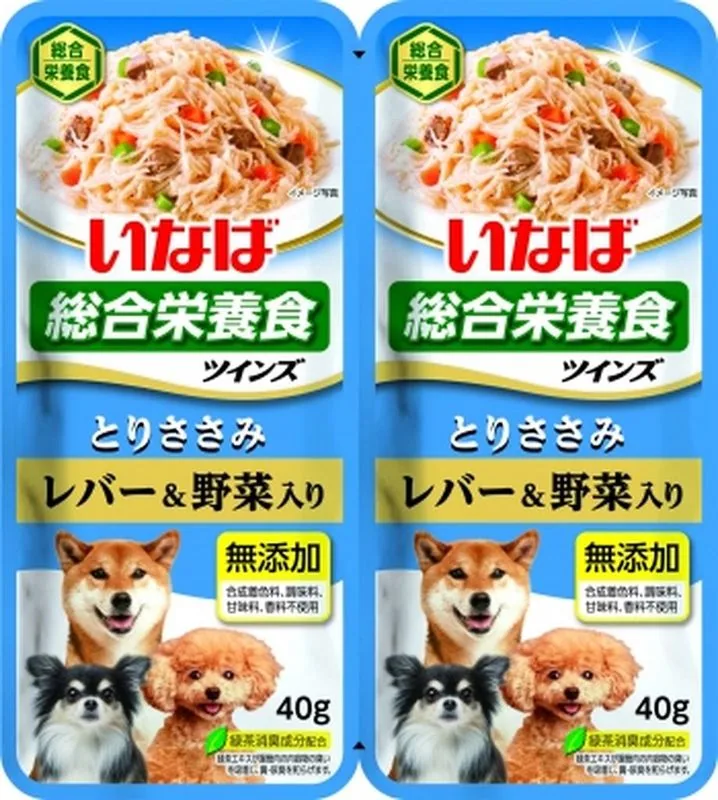 総合
栄養食
イメージ写真
いなば
総合栄養食
ツインズ
とりささみ
レバー&野菜入り
無添加
合成着色料、調味料、
甘味料、香料不使用
40g
緑茶消臭成分配合
総合
栄養食
イメージ写真
いなば
総合栄養食
ツインズ
とりささみ
レバー&野菜入り
無添加
合成着色料、調味料、
甘味料、香料不使用
40g
緑茶消臭成分配合